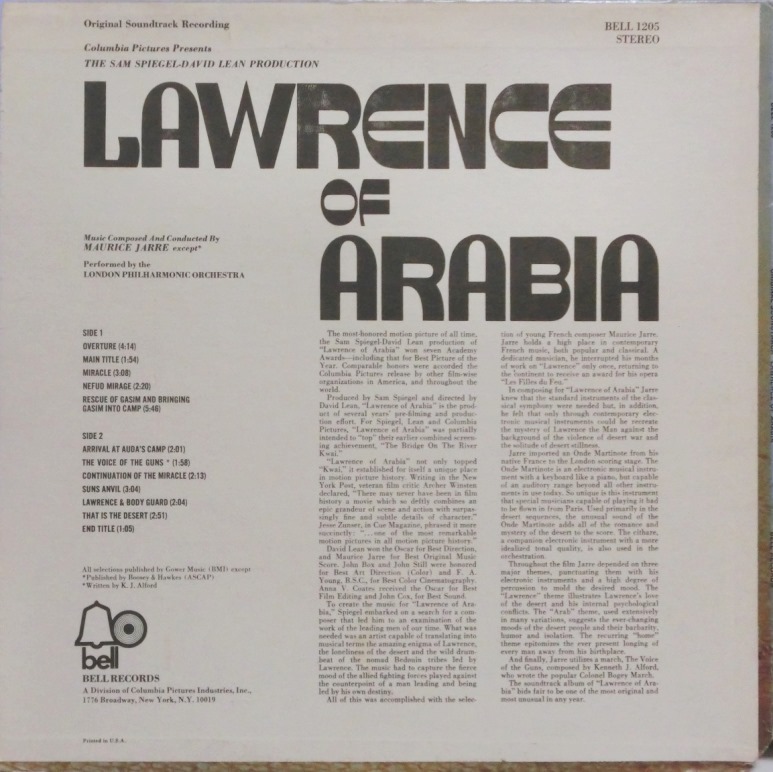 Original Soundtrack Recording
BELL 1205
STEREO
Columbia Pictures Presents
THE SAM SPIEGEL-DAVID LEAN PRODUCTION
LAWRENCE
OF
ARABIA
Music Composed And Conducted By
MAURICE JARRE except*
Performed by the
LONDON PHILHARMONIC ORCHESTRA
SIDE 1
OVERTURE (4:14)
MAIN TITLE (1:54)
MIRACLE (3:08)
NEFUD MIRAGE (2:20)
RESCUE OF GASIM AND BRINGING
GASIM INTO CAMP (5:46)
SIDE 2
ARRIVAL AT AUDA'S CAMP (2:01)
THE VOICE OF THE GUNS * (1:58)
CONTINUATION OF THE MIRACLE (2:13)
SUNS ANVIL (3:04)
LAWRENCE & BODY GUARD (2:04)
THAT IS THE DESERT (2:51)
END TITLE (1:05)
All selections published by Gower Music (BMI) except
*Published by Boosey & Hawkes (ASCAP)
*Written by K. J. Alford
bell
BELL RECORDS
A Division of Columbia Pictures Industries, Inc.,
1776 Broadway, New York, N.Y. 10019
Printed in U.S.A.
The most-honored motion picture of all time,
the Sam Spiegel-David Lean production of
"Lawrence of Arabia" won seven Academy
Awards—including that for Best Picture of the
Year. Comparable honors were accorded the
Columbia Pictures release by other film-wise
organizations in America, and throughout the
world.
Produced by Sam Spiegel and directed by
David Lean, "Lawrence of Arabia" is the prod-
uct of several years' pre-filming and produc-
tion effort. For Spiegel, Lean and Columbia
Pictures, "Lawrence of Arabia" was partially
intended to "top" their earlier combined screen-
ing achievement, "The Bridge On The River
Kwai."
"Lawrence of Arabia" not only topped
"Kwai," it established for itself a unique place
in motion picture history. Writing in the New
York Post, veteran film critic Archer Winsten
declared, "There may never have been in film
history a movie which so deftly combines an
epic grandeur of scene and action with surpas-
singly fine and subtle details of character."
Jesse Zunser, in Cue Magazine, phrased it more
succinctly: "...one of the most remarkable
motion pictures in all motion picture history."
David Lean won the Oscar for Best Direction,
and Maurice Jarre for Best Original Music
Score. John Box and John Still were honored
for Best Art Direction (Color) and F. A.
Young, B.S.C., for Best Color Cinematography.
Anna V. Coates received the Oscar for Best
Film Editing and John Cox, for Best Sound.
To create the music for "Lawrence of Ara-
bia," Spiegel embarked on a search for a com-
poser that led him to an examination of the
work of the leading men of our time. What was
needed was an artist capable of translating into
musical terms the amazing enigma of Lawrence,
the loneliness of the desert and the wild drum-
beat of the nomad Bedouin tribes led by
Lawrence. The music had to capture the fierce
mood of the allied fighting forces played against
the counterpoint of a man leading and being
led by his own destiny.
All of this was accomplished with the selec-
tion of young French composer Maurice Jarre.
Jarre holds a high place in contemporary
French music, both popular and classical. A
dedicated musician, he interrupted his months
of work on "Lawrence" only once, returning to
the continent to receive an award for his opera
"Les Filles du Feu."
In composing for "Lawrence of Arabia" Jarre
knew that the standard instruments of the clas-
sical symphony were needed but, in addition,
he felt that only through contemporary elec-
tronic musical instruments could be recreate
the mystery of Lawrence the Man against the
background of the violence of desert war and
the solitude of desert stillness.
Jarre imported an Onde Martinote from his
native France to the London scoring stage. The
Onde Martinote is an electronic musical instru-
ment with a keyboard like a piano, but capable
of an auditory range beyond all other instru-
ments in use today. So unique is this instrument
that special musicians capable of playing it had
to be flown in from Paris. Used primarily in the
desert sequences, the unusual sound of the
Onde Martinote adds all of the romance and
mystery of the desert to the score. The cithare,
a companion electronic instrument with a more
idealized tonal quality, is also used in the
orchestration.
Throughout the film Jarre depended on three
major themes, punctuating them with his
electronic instruments and a high degree of
percussion to mold the desired mood. The
"Lawrence" theme illustrates Lawrence's love
of the desert and his internal psychological
conflicts. The "Arab" theme, used extensively
in many variations, suggests the ever-changing
moods of the desert people and their barbarity,
humor and isolation. The recurring "home"
theme epitomizes the ever present longing of
every man away from his birthplace.
And finally, Jarre utilizes a march, The Voice
of the Guns, composed by Kenneth J. Alford,
who wrote the popular Colonel Bogey March.
The soundtrack album of "Lawrence of Ara-
bia" bids fair to be one of the most original and
most unusual in any year.